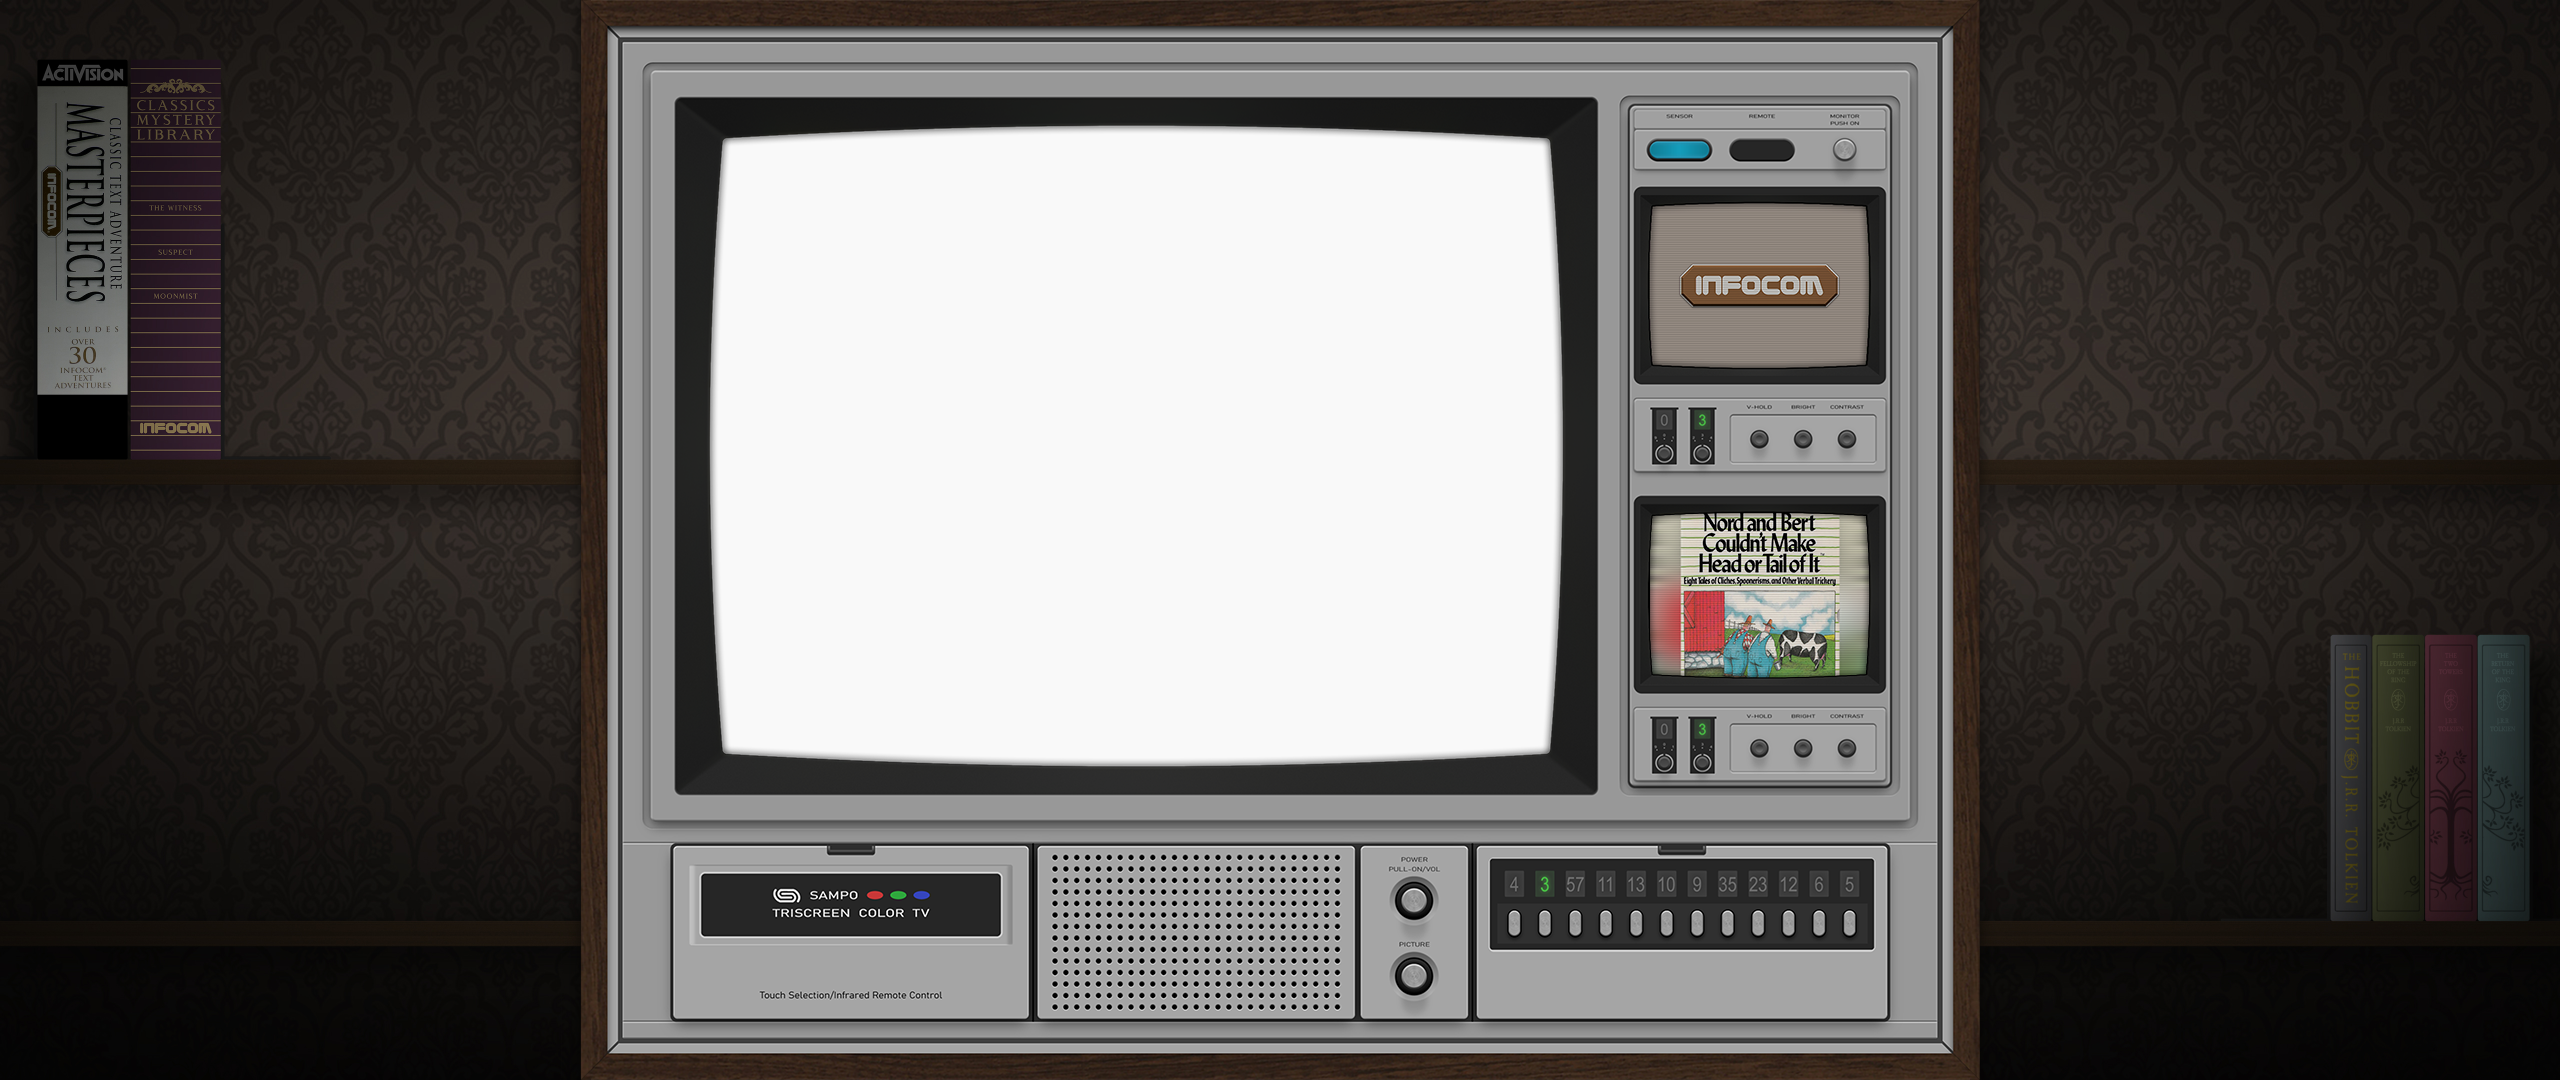 ACTIVISION
CLASSIC TEXT ADVENTURE
MASTERPIECES
INFOCOM
INCLUDES
OVER
30
INFOCOM®
TEXT
ADVENTURES
CLASSICS
MYSTERY
LIBRARY
THE WITNESS
SUSPECT
MOONMIST
INFOCOM
SENSOR
REMOTE
MONITOR
PUSH ON
INFOCOM
0
3
V-HOLD
BRIGHT
CONTRAST
Nord and Bert
Couldn't Make
Head or Tail of It
Eight Tales of Cliches, Spoonerisms, and Other Verbal Trickery
0
3
V-HOLD
BRIGHT
CONTRAST
SAMPO
TRISCREEN COLOR TV
Touch Selection/Infrared Remote Control
POWER
PULL-ON/VOL
PICTURE
4 3 57 11 13 10 9 35 23 12 6 5
THE HOBBIT J.R.R. TOLKIEN
THE
FELLOWSHIP
OF THE
RING
THE
TWO
TOWERS
THE
RETURN
OF THE
KING